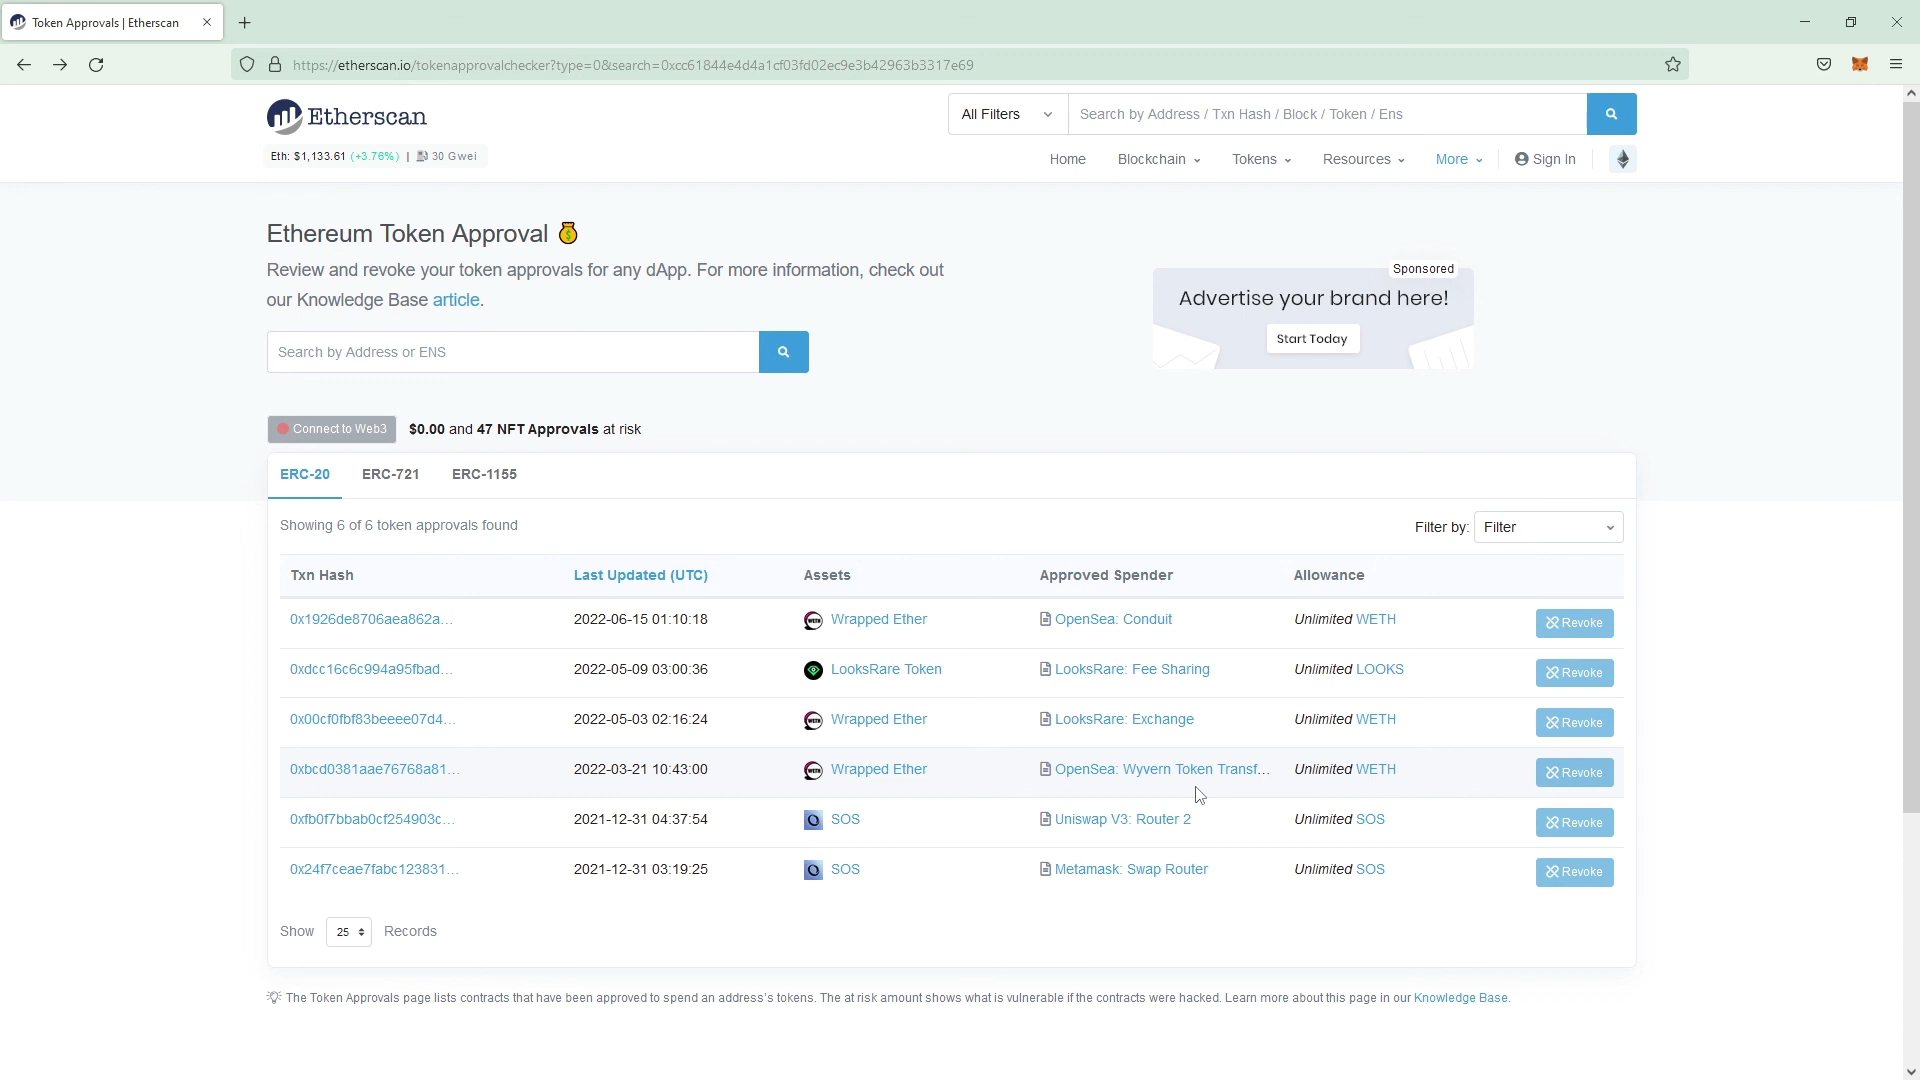 Token Approvals | Etherscan
https://etherscan.io/tokenapprovalchecker?type=0&search=0xcc61844e4d4a1cf03fd02ec9e3b42963b3317e69
Etherscan
All Filters
Search by Address / Txn Hash / Block / Token / Ens
Eth: $1,133.61 (+3.76%) | 30 Gwei
Home Blockchain Tokens Resources More Sign In
Ethereum Token Approval
Review and revoke your token approvals for any dApp. For more information, check out
our Knowledge Base article.
Sponsored
Advertise your brand here!
Start Today
Search by Address or ENS
Connect to Web3 $0.00 and 47 NFT Approvals at risk
ERC-20 ERC-721 ERC-1155
Showing 6 of 6 token approvals found
Filter by: Filter
Txn Hash Last Updated (UTC) Assets Approved Spender Allowance
0x1926de8706aea862a... 2022-06-15 01:10:18 WETH Wrapped Ether OpenSea: Conduit Unlimited WETH Revoke
0xdcc16c6c994a95fbad... 2022-05-09 03:00:36 LooksRare Token LooksRare: Fee Sharing Unlimited LOOKS Revoke
0x00cf0fbf83beeee07d4... 2022-05-03 02:16:24 WETH Wrapped Ether LooksRare: Exchange Unlimited WETH Revoke
0xbcd0381aae76768a81... 2022-03-21 10:43:00 WETH Wrapped Ether OpenSea: Wyvern Token Transf... Unlimited WETH Revoke
0xfb0f7bbab0cf254903c... 2021-12-31 04:37:54 SOS Uniswap V3: Router 2 Unlimited SOS Revoke
0x24f7ceae7fabc123831... 2021-12-31 03:19:25 SOS Metamask: Swap Router Unlimited SOS Revoke
Show 25 Records
The Token Approvals page lists contracts that have been approved to spend an address's tokens. The at risk amount shows what is vulnerable if the contracts were hacked. Learn more about this page in our Knowledge Base.